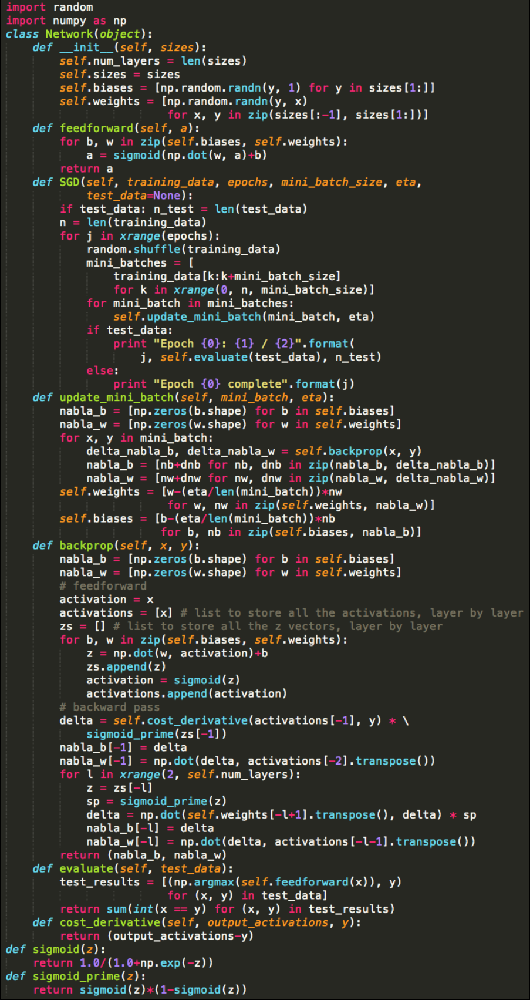 import random
import numpy as np
class Network(object):
    def __init__(self, sizes):
        self.num_layers = len(sizes)
        self.sizes = sizes
        self.biases = [np.random.randn(y, 1) for y in sizes[1:]]
        self.weights = [np.random.randn(y, x)
                        for x, y in zip(sizes[:-1], sizes[1:])]
    def feedforward(self, a):
        for b, w in zip(self.biases, self.weights):
            a = sigmoid(np.dot(w, a)+b)
        return a
    def SGD(self, training_data, epochs, mini_batch_size, eta,
            test_data=None):
        if test_data: n_test = len(test_data)
        n = len(training_data)
        for j in xrange(epochs):
            random.shuffle(training_data)
            mini_batches = [
                training_data[k:k+mini_batch_size]
                for k in xrange(0, n, mini_batch_size)]
            for mini_batch in mini_batches:
                self.update_mini_batch(mini_batch, eta)
            if test_data:
                print "Epoch {0}: {1} / {2}".format(
                    j, self.evaluate(test_data), n_test)
            else:
                print "Epoch {0} complete".format(j)
    def update_mini_batch(self, mini_batch, eta):
        nabla_b = [np.zeros(b.shape) for b in self.biases]
        nabla_w = [np.zeros(w.shape) for w in self.weights]
        for x, y in mini_batch:
            delta_nabla_b, delta_nabla_w = self.backprop(x, y)
            nabla_b = [nb+dnb for nb, dnb in zip(nabla_b, delta_nabla_b)]
            nabla_w = [nw+dnw for nw, dnw in zip(nabla_w, delta_nabla_w)]
        self.weights = [w-(eta/len(mini_batch))*nw
                        for w, nw in zip(self.weights, nabla_w)]
        self.biases = [b-(eta/len(mini_batch))*nb
                       for b, nb in zip(self.biases, nabla_b)]
    def backprop(self, x, y):
        nabla_b = [np.zeros(b.shape) for b in self.biases]
        nabla_w = [np.zeros(w.shape) for w in self.weights]
        # feedforward
        activation = x
        activations = [x] # list to store all the activations, layer by layer
        zs = [] # list to store all the z vectors, layer by layer
        for b, w in zip(self.biases, self.weights):
            z = np.dot(w, activation)+b
            zs.append(z)
            activation = sigmoid(z)
            activations.append(activation)
        # backward pass
        delta = self.cost_derivative(activations[-1], y) * \
            sigmoid_prime(zs[-1])
        nabla_b[-1] = delta
        nabla_w[-1] = np.dot(delta, activations[-2].transpose())
        for l in xrange(2, self.num_layers):
            z = zs[-l]
            sp = sigmoid_prime(z)
            delta = np.dot(self.weights[-l+1].transpose(), delta) * sp
            nabla_b[-l] = delta
            nabla_w[-l] = np.dot(delta, activations[-l-1].transpose())
        return (nabla_b, nabla_w)
    def evaluate(self, test_data):
        test_results = [(np.argmax(self.feedforward(x)), y)
                        for (x, y) in test_data]
        return sum(int(x == y) for (x, y) in test_results)
    def cost_derivative(self, output_activations, y):
        return (output_activations-y)
def sigmoid(z):
    return 1.0/(1.0+np.exp(-z))
def sigmoid_prime(z):
    return sigmoid(z)*(1-sigmoid(z))